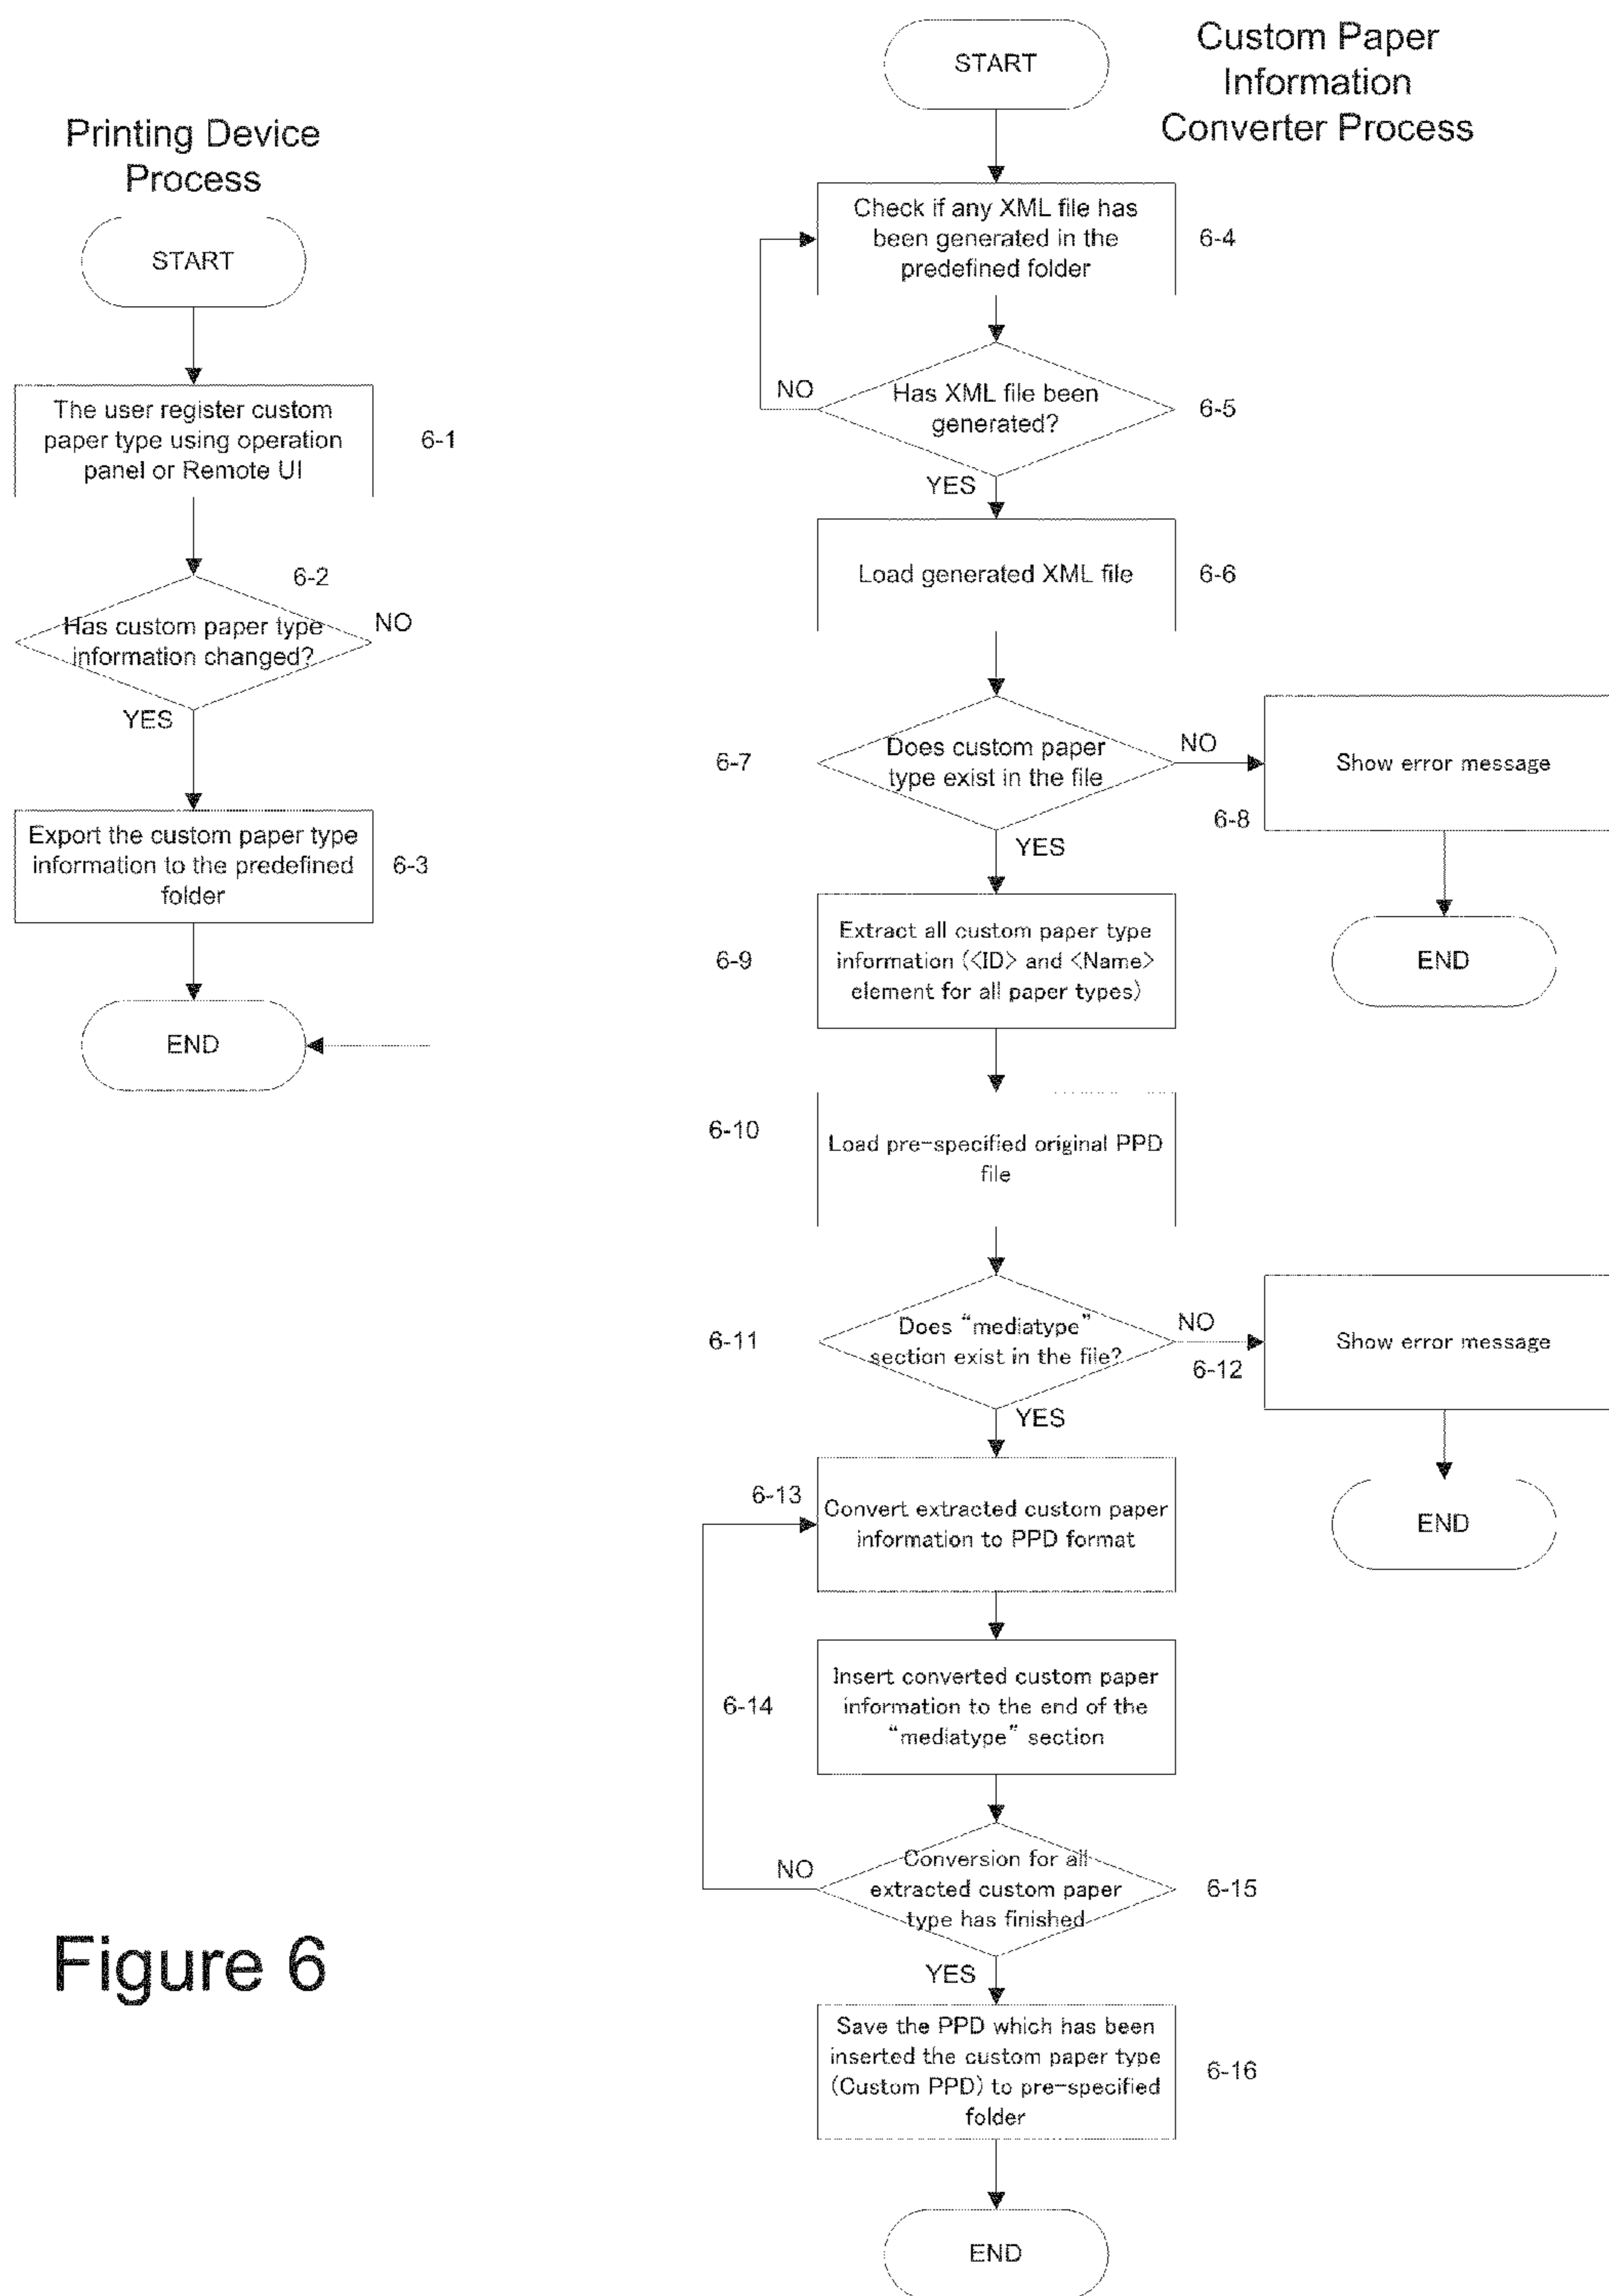 Printing Device
Process
START
The user register custom
paper type using operation
panel or Remote UI
6-1
6-2
Has custom paper type
information changed?
NO
YES
Export the custom paper type
information to the predefined
folder
6-3
END
Custom Paper
Information
Converter Process
START
Check if any XML file has
been generated in the
predefined folder
6-4
Has XML file been
generated?
NO
6-5
YES
Load generated XML file
6-6
6-7
Does custom paper
type exist in the file
NO
Show error message
6-8
END
YES
6-9
Extract all custom paper type
information (<ID> and <Name>
element for all paper types)
6-10
Load pre-specified original PPD
file
6-11
Does “mediatype”
section exist in the file?
NO
6-12
Show error message
END
YES
6-13
Convert extracted custom paper
information to PPD format
6-14
Insert converted custom paper
information to the end of the
“mediatype” section
NO
Conversion for all
extracted custom paper
type has finished
6-15
YES
Save the PPD which has been
inserted the custom paper type
(Custom PPD) to pre-specified
folder
6-16
END
Figure 6